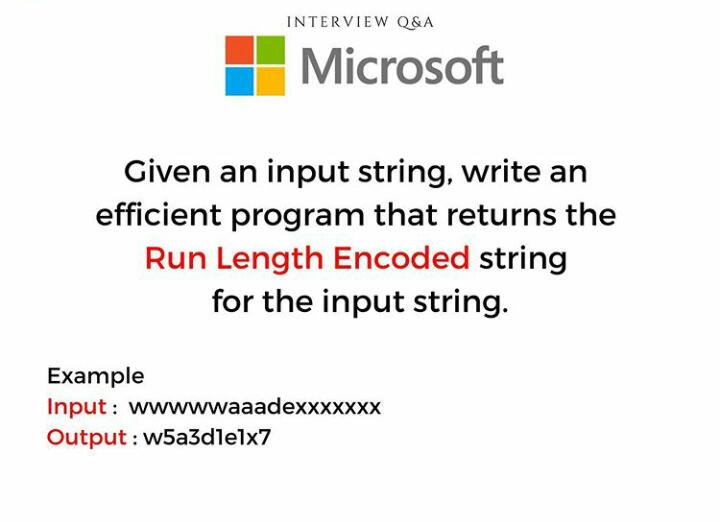 INTERVIEW Q&A
Microsoft
Given an input string, write an
efficient program that returns the
Run Length Encoded string
for the input string.
Example
Input : wwwwwaaadexxxxxxx
Output : w5a3d1e1x7